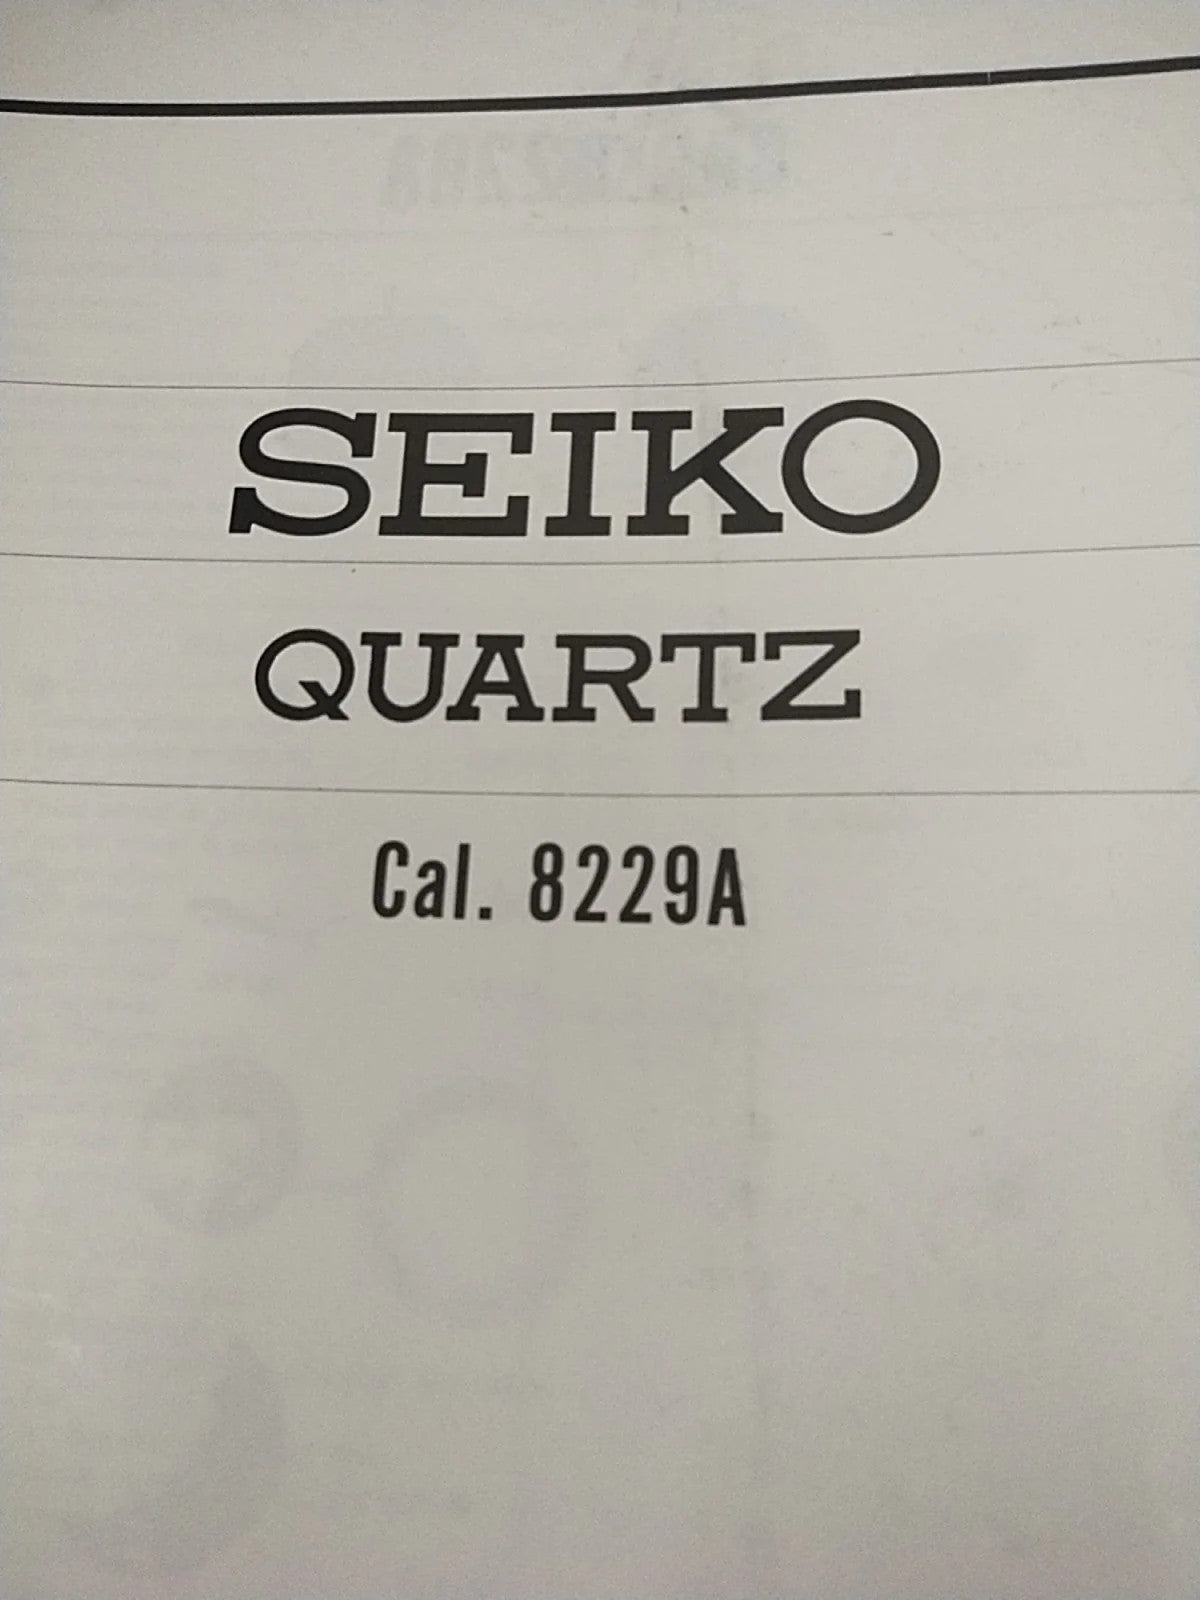 SEIKO
QUARTZ
Cal. 8229A